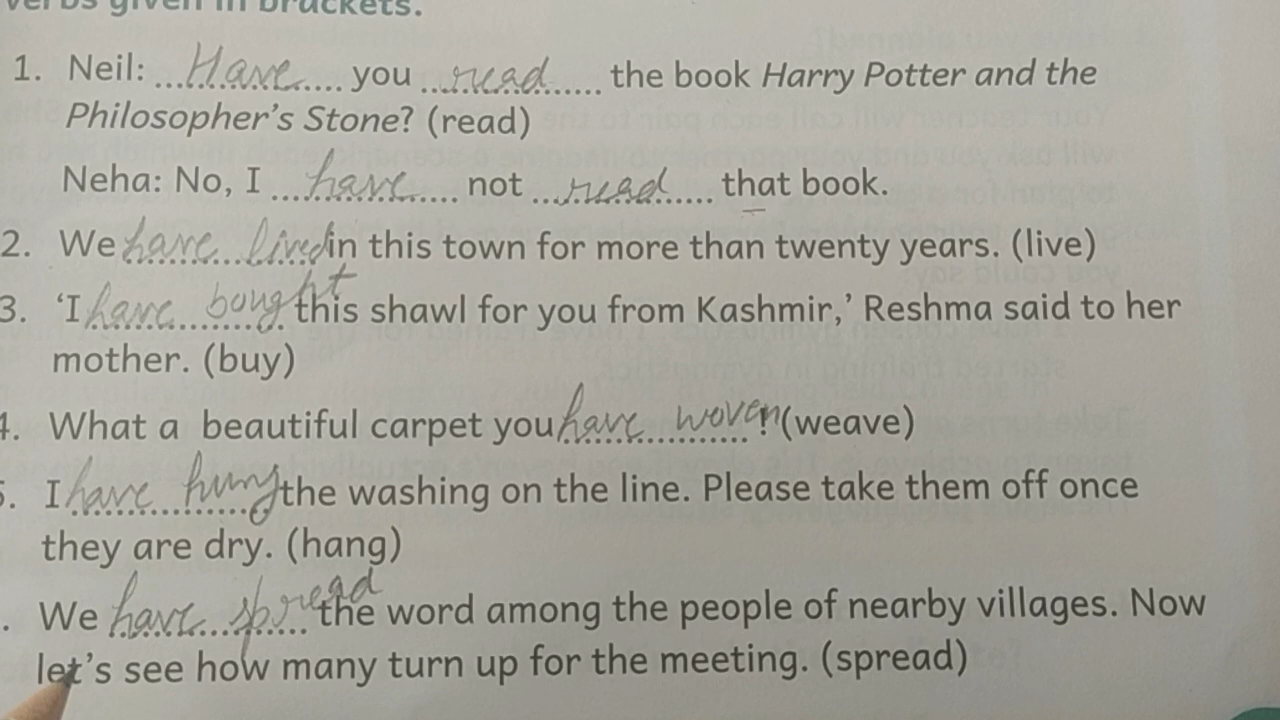 verbs given in brackets.
1. Neil: Have you read the book Harry Potter and the
Philosopher's Stone? (read)
Neha: No, I have not read that book.
2. We have lived in this town for more than twenty years. (live)
3. 'I have bought this shawl for you from Kashmir,' Reshma said to her
mother. (buy)
4. What a beautiful carpet you have woven! (weave)
5. I have hung the washing on the line. Please take them off once
they are dry. (hang)
. We have spread the word among the people of nearby villages. Now
let's see how many turn up for the meeting. (spread)